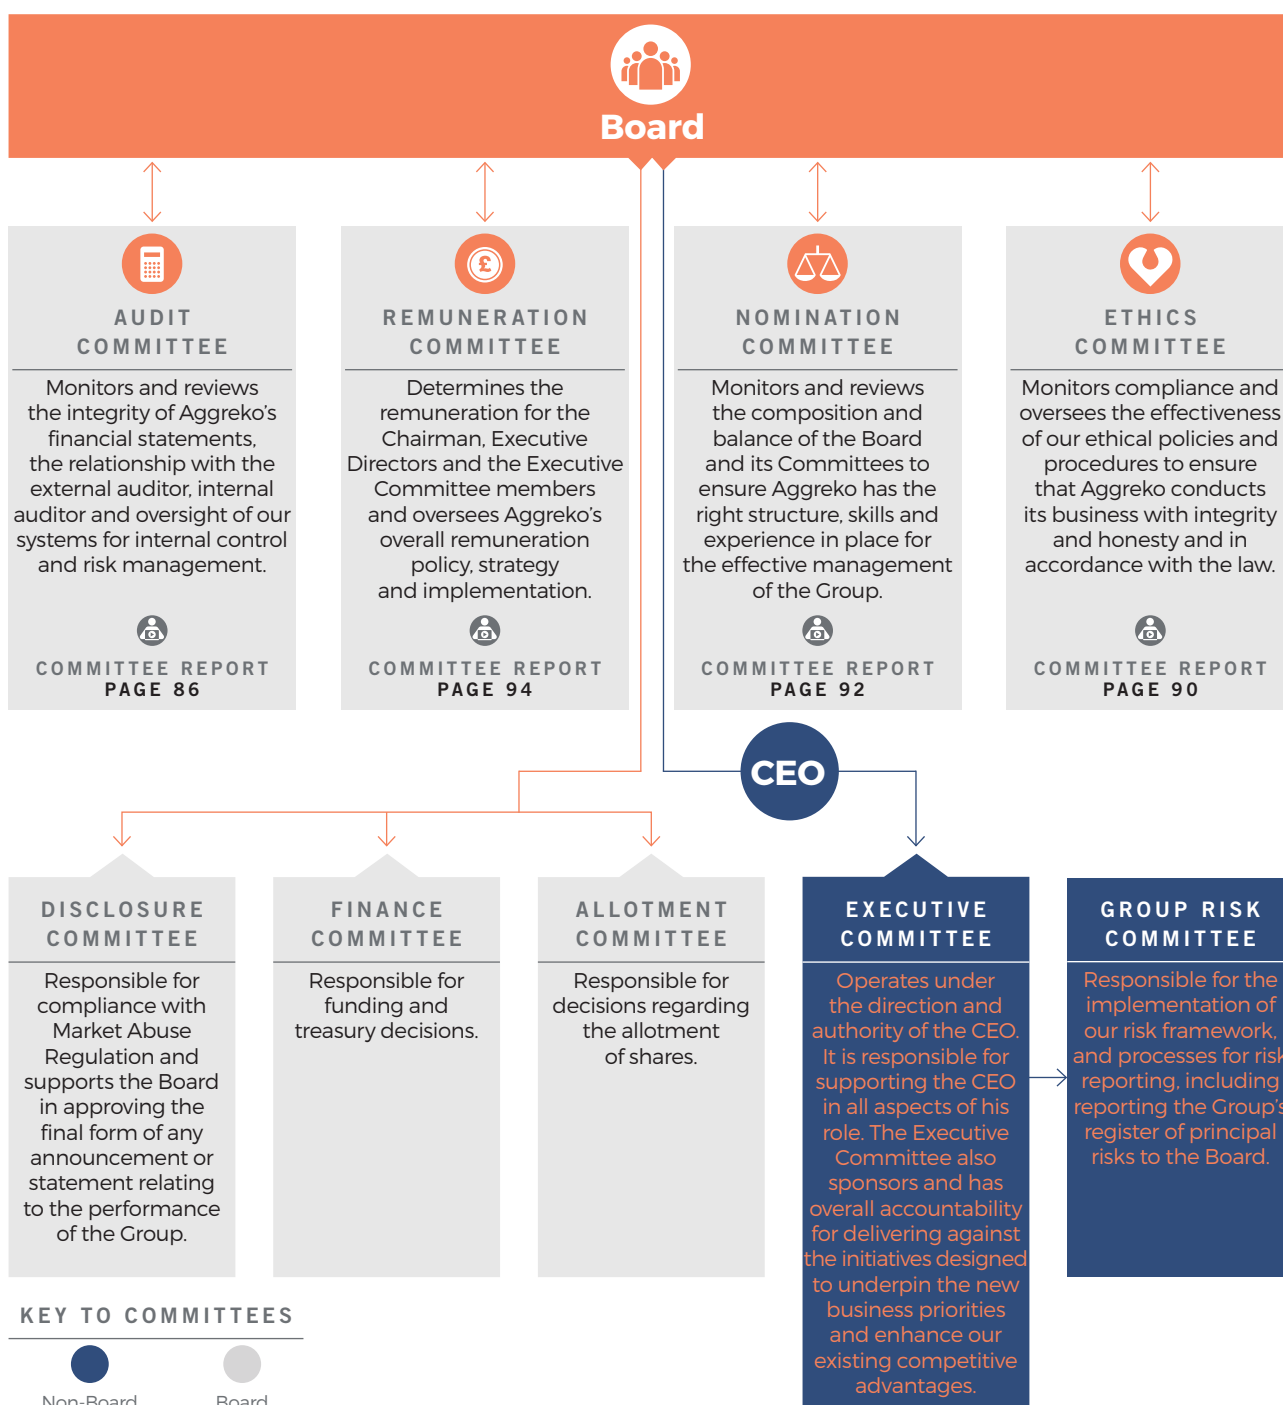 Board
AUDIT
COMMITTEE
Monitors and reviews
the integrity of Aggreko’s
financial statements,
the relationship with the
external auditor, internal
auditor and oversight of our
systems for internal control
and risk management.
COMMITTEE REPORT
PAGE 86
£
REMUNERATION
COMMITTEE
Determines the
remuneration for the
Chairman, Executive
Directors and the Executive
Committee members
and oversees Aggreko’s
overall remuneration
policy, strategy
and implementation.
COMMITTEE REPORT
PAGE 94
NOMINATION
COMMITTEE
Monitors and reviews
the composition and
balance of the Board
and its Committees to
ensure Aggreko has the
right structure, skills and
experience in place for
the effective management
of the Group.
COMMITTEE REPORT
PAGE 92
ETHICS
COMMITTEE
Monitors compliance and
oversees the effectiveness
of our ethical policies and
procedures to ensure
that Aggreko conducts
its business with integrity
and honesty and in
accordance with the law.
COMMITTEE REPORT
PAGE 90
CEO
DISCLOSURE
COMMITTEE
Responsible for
compliance with
Market Abuse
Regulation and
supports the Board
in approving the
final form of any
announcement or
statement relating
to the performance
of the Group.
FINANCE
COMMITTEE
Responsible for
funding and
treasury decisions.
ALLOTMENT
COMMITTEE
Responsible for
decisions regarding
the allotment
of shares.
EXECUTIVE
COMMITTEE
Operates under
the direction and
authority of the CEO.
It is responsible for
supporting the CEO
in all aspects of his
role. The Executive
Committee also
sponsors and has
overall accountability
for delivering against
the initiatives designed
to underpin the new
business priorities
and enhance our
existing competitive
advantages.
GROUP RISK
COMMITTEE
Responsible for the
implementation of
our risk framework,
and processes for risk
reporting, including
reporting the Group’s
register of principal
risks to the Board.
KEY TO COMMITTEES
Non-Board
Board